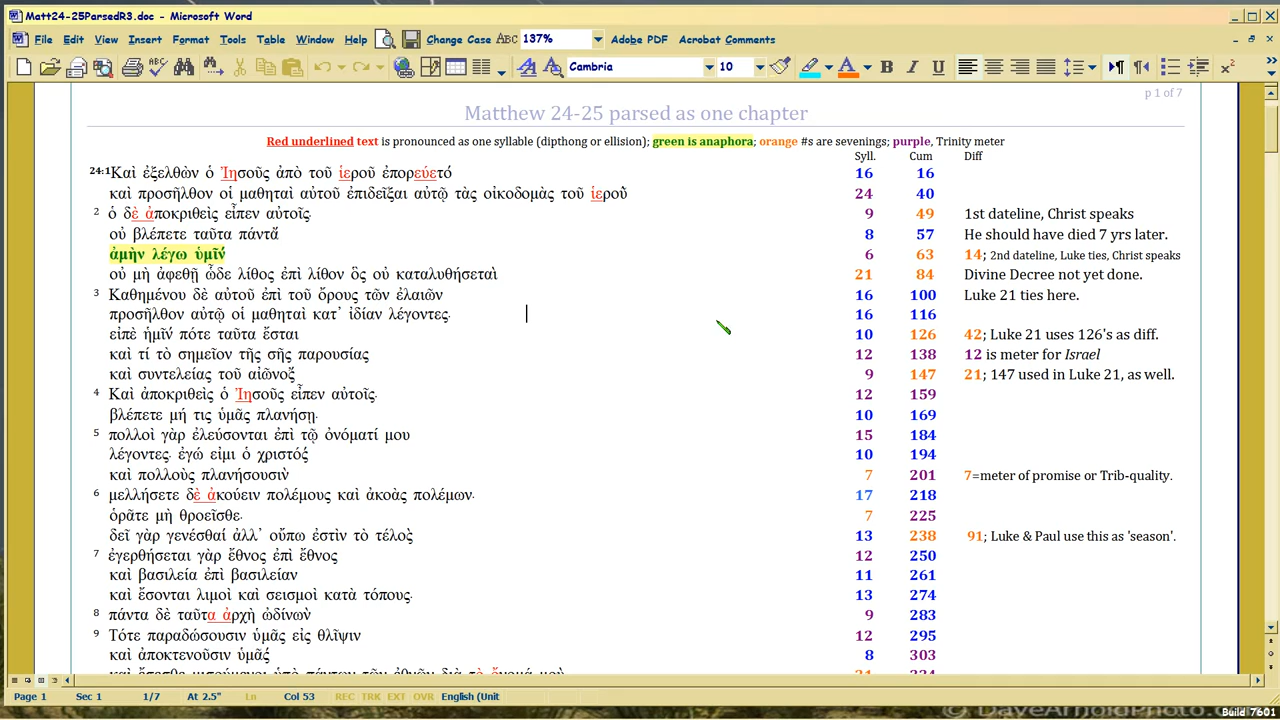 Matt24-25ParsedR3.doc - Microsoft Word
File Edit View Insert Format Tools Table Window Help Change Case ABC 137% Adobe PDF Acrobat Comments
Cambria 10 B I U
p 1 of 7
Matthew 24-25 parsed as one chapter
Red underlined text is pronounced as one syllable (dipthong or ellision); green is anaphora; orange #s are sevenings; purple, Trinity meter
Syll. Cum Diff
24:1Καὶ ἐξελθὼν ὁ Ἰησοῦς ἀπὸ τοῦ ἱεροῦ ἐπορεύετό 16 16
καὶ προσῆλθον οἱ μαθηταὶ αὐτοῦ ἐπιδεῖξαι αὐτῷ τὰς οἰκοδομὰς τοῦ ἱεροῦ 24 40
2 ὁ δὲ ἀποκριθεὶς εἶπεν αὐτοῖς· 9 49 1st dateline, Christ speaks
οὐ βλέπετε ταῦτα πάντα 8 57 He should have died 7 yrs later.
ἀμὴν λέγω ὑμῖν 6 63 14; 2nd dateline, Luke ties, Christ speaks
οὐ μὴ ἀφεθῇ ὧδε λίθος ἐπὶ λίθον ὃς οὐ καταλυθήσεταὶ 21 84 Divine Decree not yet done.
3 Καθημένου δὲ αὐτοῦ ἐπὶ τοῦ ὄρους τῶν ἐλαιῶν 16 100 Luke 21 ties here.
προσῆλθον αὐτῷ οἱ μαθηταὶ κατ’ ἰδίαν λέγοντες· 16 116
εἰπὲ ἡμῖν πότε ταῦτα ἔσται 10 126 42; Luke 21 uses 126's as diff.
καὶ τί τὸ σημεῖον τῆς σῆς παρουσίας 12 138 12 is meter for Israel
καὶ συντελείας τοῦ αἰῶνος 9 147 21; 147 used in Luke 21, as well.
4 Καὶ ἀποκριθεὶς ὁ Ἰησοῦς εἶπεν αὐτοῖς· 12 159
βλέπετε μή τις ὑμᾶς πλανήσῃ· 10 169
5 πολλοὶ γὰρ ἐλεύσονται ἐπὶ τῷ ὀνόματί μου 15 184
λέγοντες· ἐγώ εἰμι ὁ χριστός 10 194
καὶ πολλοὺς πλανήσουσιν 7 201 7=meter of promise or Trib-quality.
6 μελλήσετε δὲ ἀκούειν πολέμους καὶ ἀκοὰς πολέμων· 17 218
ὁρᾶτε μὴ θροεῖσθε· 7 225
δεῖ γὰρ γενέσθαί ἀλλ’ οὔπω ἐστὶν τὸ τέλος 13 238 91; Luke & Paul use this as 'season'.
7 ἐγερθήσεται γὰρ ἔθνος ἐπὶ ἔθνος 12 250
καὶ βασιλεία ἐπὶ βασιλείαν 11 261
καὶ ἔσονται λιμοὶ καὶ σεισμοὶ κατὰ τόπους· 13 274
8 πάντα δὲ ταῦτα ἀρχὴ ὠδίνων 9 283
9 Τότε παραδώσουσιν ὑμᾶς εἰς θλῖψιν 12 295
καὶ ἀποκτενοῦσιν ὑμᾶς 8 303
Page 1 Sec 1 1/7 At 2.5" Ln Col 53 REC TRK EXT OVR English (Unit
DaveArnoldPhoto.com Build 7601